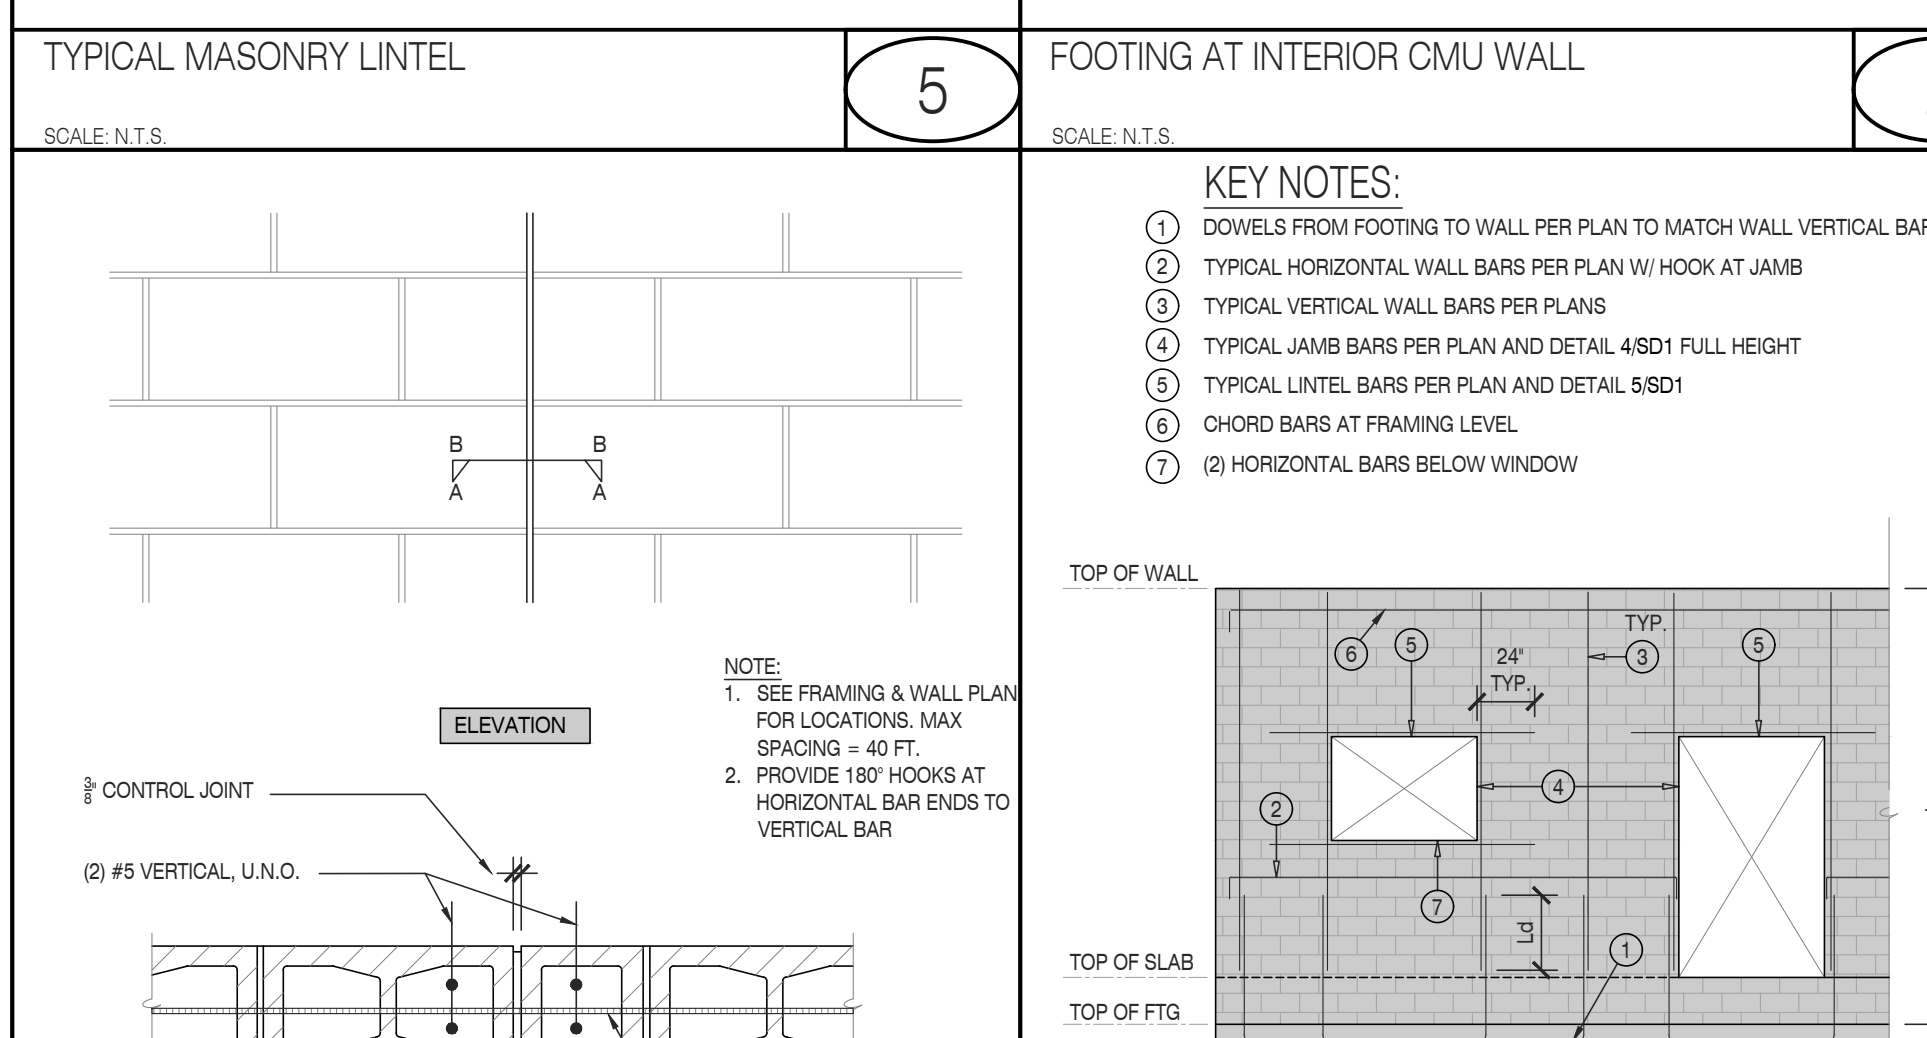 TYPICAL MASONRY LINTEL
SCALE: N.T.S.
5
FOOTING AT INTERIOR CMU WALL
SCALE: N.T.S.
B B
A A
ELEVATION
NOTE:
1. SEE FRAMING & WALL PLAN
FOR LOCATIONS. MAX
SPACING = 40 FT.
2. PROVIDE 180° HOOKS AT
HORIZONTAL BAR ENDS TO
VERTICAL BAR
3/8" CONTROL JOINT
(2) #5 VERTICAL, U.N.O.
KEY NOTES:
1 DOWELS FROM FOOTING TO WALL PER PLAN TO MATCH WALL VERTICAL BAR
2 TYPICAL HORIZONTAL WALL BARS PER PLAN W/ HOOK AT JAMB
3 TYPICAL VERTICAL WALL BARS PER PLANS
4 TYPICAL JAMB BARS PER PLAN AND DETAIL 4/SD1 FULL HEIGHT
5 TYPICAL LINTEL BARS PER PLAN AND DETAIL 5/SD1
6 CHORD BARS AT FRAMING LEVEL
7 (2) HORIZONTAL BARS BELOW WINDOW
TOP OF WALL
TYP.
6 5 3 5
24"
TYP.
4
2
7
Ld
1
TOP OF SLAB
TOP OF FTG